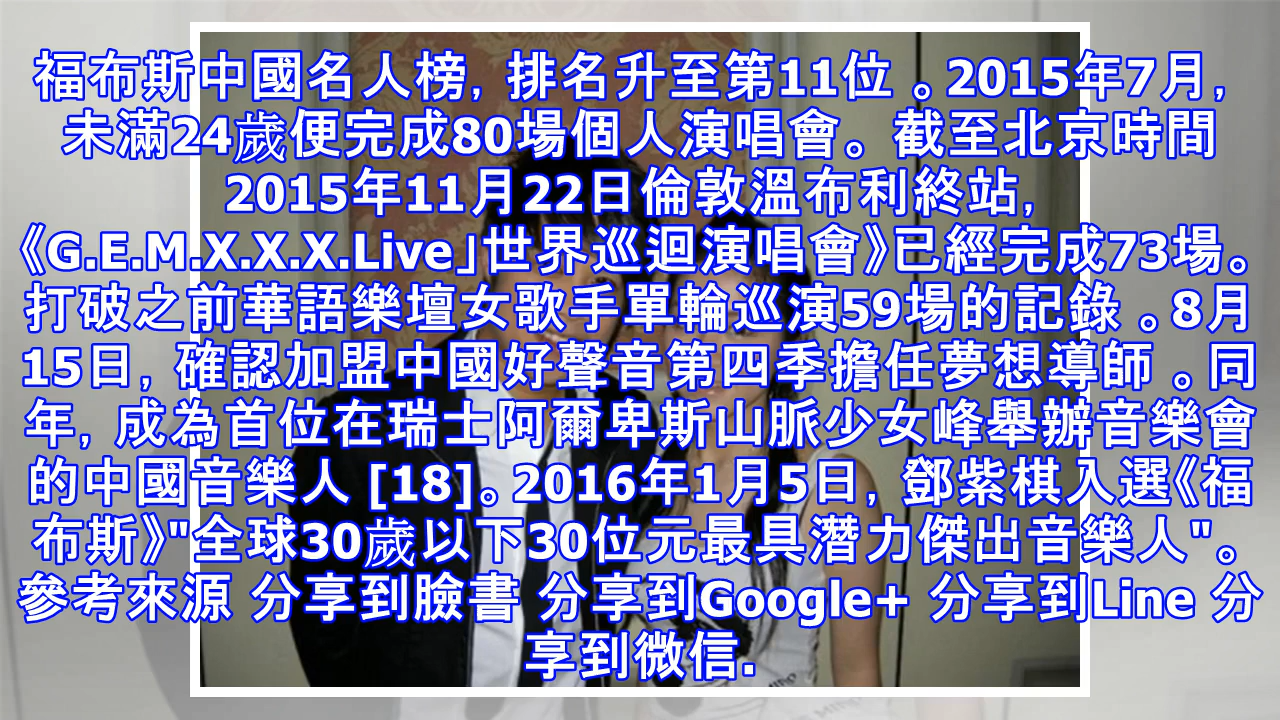 福布斯中國名人榜, 排名升至第11位 。2015年7月,
未滿24歲便完成80場個人演唱會。截至北京時間
2015年11月22日倫敦溫布利終站,
《G.E.M.X.X.X.Live」世界巡迴演唱會》已經完成73場。
打破之前華語樂壇女歌手單輪巡演59場的記錄 。8月
15日, 確認加盟中國好聲音第四季擔任夢想導師 。同
年, 成為首位在瑞士阿爾卑斯山脈少女峰舉辦音樂會
的中國音樂人 [18]。2016年1月5日, 鄧紫棋入選《福
布斯》"全球30歲以下30位元最具潛力傑出音樂人"。
參考來源 分享到臉書 分享到Google+ 分享到Line 分
享到微信.